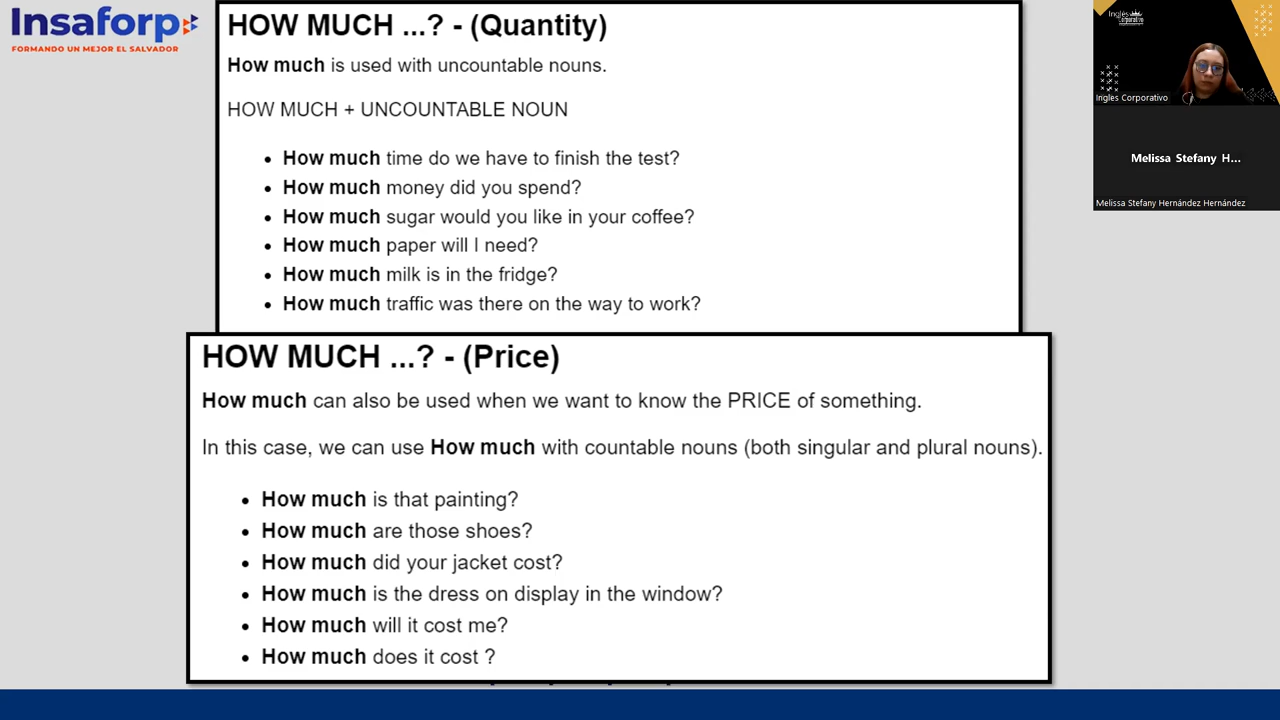 Insaforp
FORMANDO UN MEJOR EL SALVADOR
HOW MUCH ...? - (Quantity)
How much is used with uncountable nouns.
HOW MUCH + UNCOUNTABLE NOUN
• How much time do we have to finish the test?
• How much money did you spend?
• How much sugar would you like in your coffee?
• How much paper will I need?
• How much milk is in the fridge?
• How much traffic was there on the way to work?
HOW MUCH ...? - (Price)
How much can also be used when we want to know the PRICE of something.
In this case, we can use How much with countable nouns (both singular and plural nouns).
• How much is that painting?
• How much are those shoes?
• How much did your jacket cost?
• How much is the dress on display in the window?
• How much will it cost me?
• How much does it cost ?
Inglés
Corporativo
Ingles Corporativo
Melissa Stefany H...
Melissa Stefany Hernández Hernández